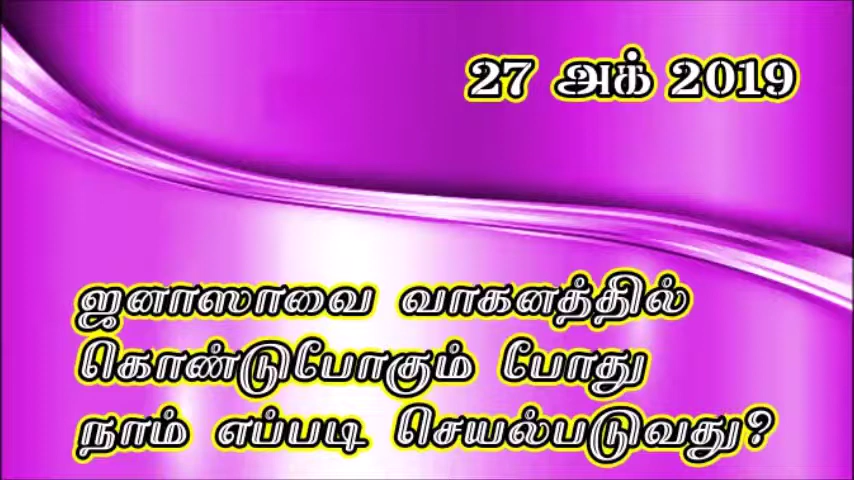 27 அக் 2019
ஜனாஸாவை வாகனத்தில்
கொண்டுபோகும் போது
நாம் எப்படி செயல்படுவது?